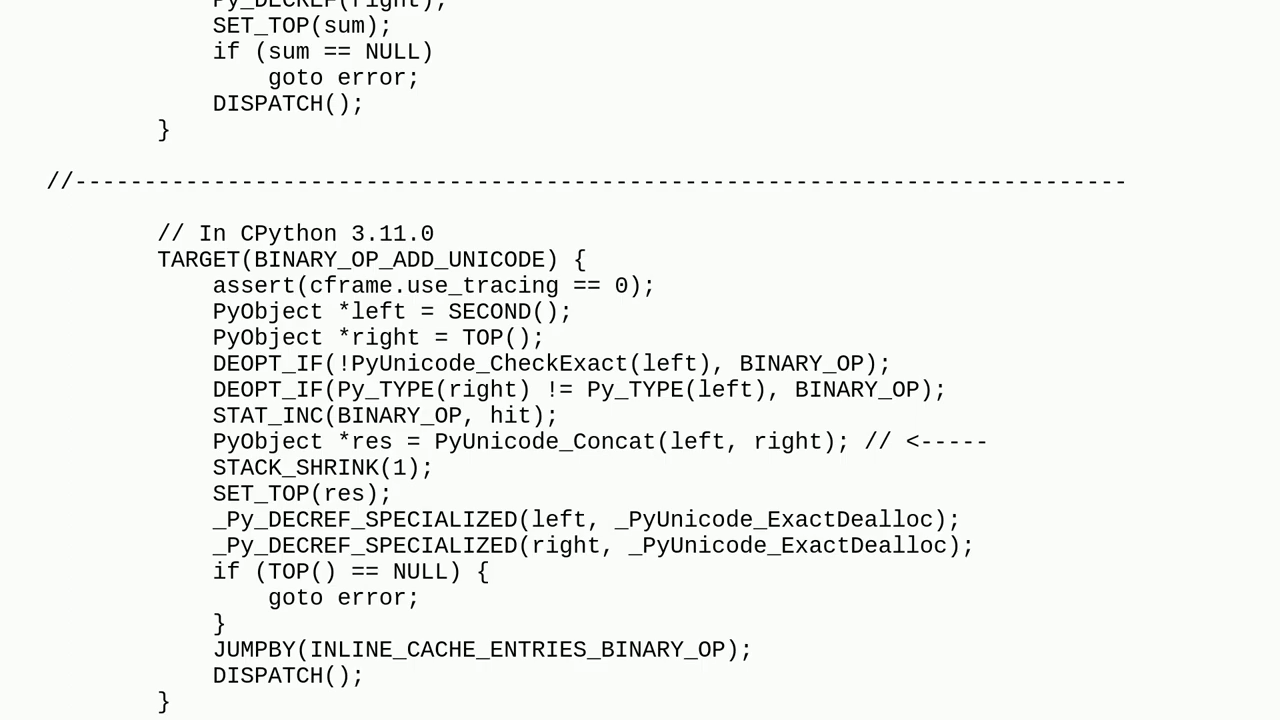 Py_DECREF(right);
SET_TOP(sum);
if (sum == NULL)
goto error;
DISPATCH();
}
//----------------------------------------------------------------------------
// In CPython 3.11.0
TARGET(BINARY_OP_ADD_UNICODE) {
assert(cframe.use_tracing == 0);
PyObject *left = SECOND();
PyObject *right = TOP();
DEOPT_IF(!PyUnicode_CheckExact(left), BINARY_OP);
DEOPT_IF(Py_TYPE(right) != Py_TYPE(left), BINARY_OP);
STAT_INC(BINARY_OP, hit);
PyObject *res = PyUnicode_Concat(left, right); // <-----
STACK_SHRINK(1);
SET_TOP(res);
_Py_DECREF_SPECIALIZED(left, _PyUnicode_ExactDealloc);
_Py_DECREF_SPECIALIZED(right, _PyUnicode_ExactDealloc);
if (TOP() == NULL) {
goto error;
}
JUMPBY(INLINE_CACHE_ENTRIES_BINARY_OP);
DISPATCH();
}